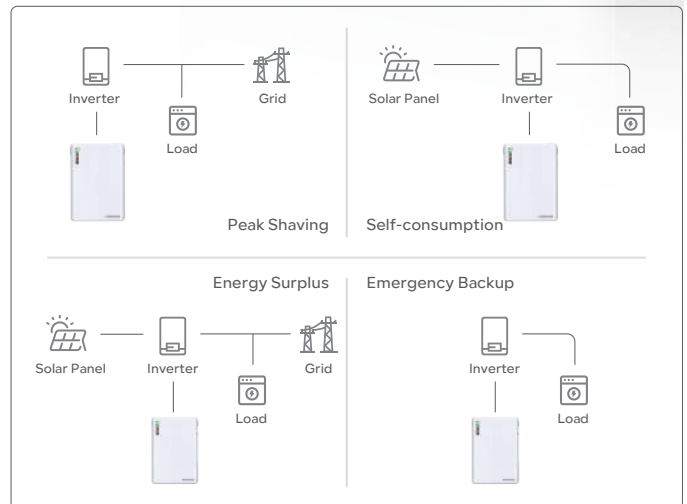 Inverter
Grid
Load
Peak Shaving
Solar Panel
Inverter
Load
Self-consumption
Energy Surplus
Solar Panel
Inverter
Grid
Load
Emergency Backup
Inverter
Load